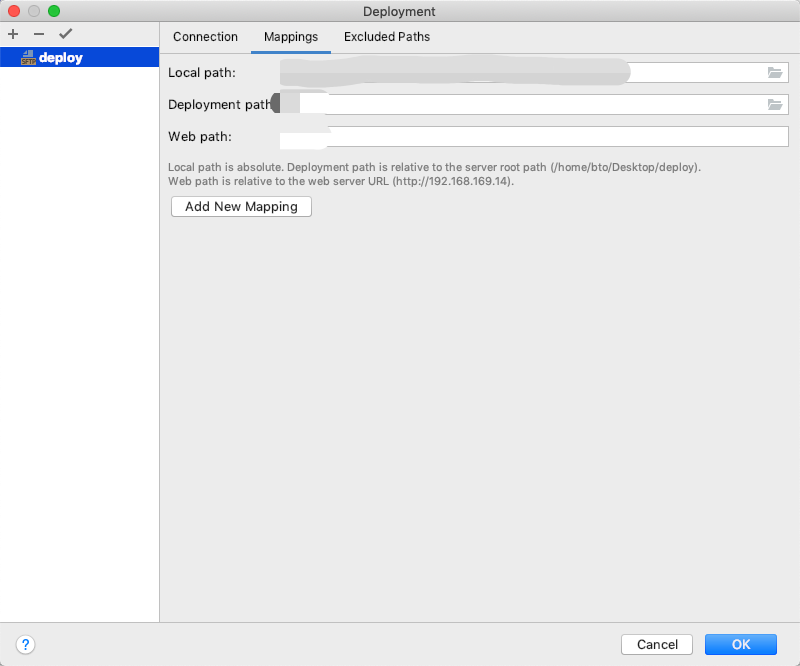 Deployment
Connection Mappings Excluded Paths
SFTP deploy
Local path:
Deployment path
Web path:
Local path is absolute. Deployment path is relative to the server root path (/home/bto/Desktop/deploy).
Web path is relative to the web server URL (http://192.168.169.14).
Add New Mapping
? Cancel OK